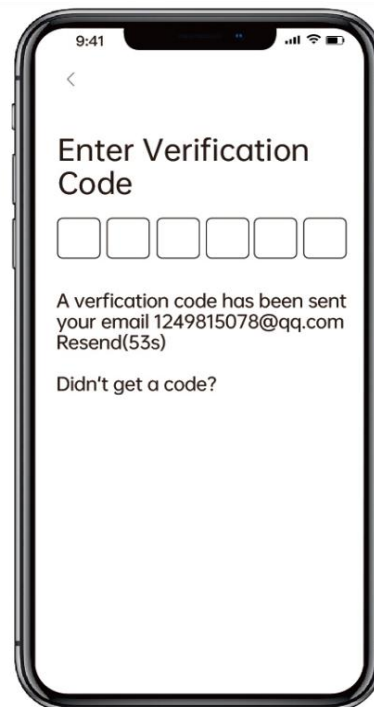 9:41
Enter Verification
Code
A verfication code has been sent
your email 1249815078@qq.com
Resend(53s)
Didn't get a code?